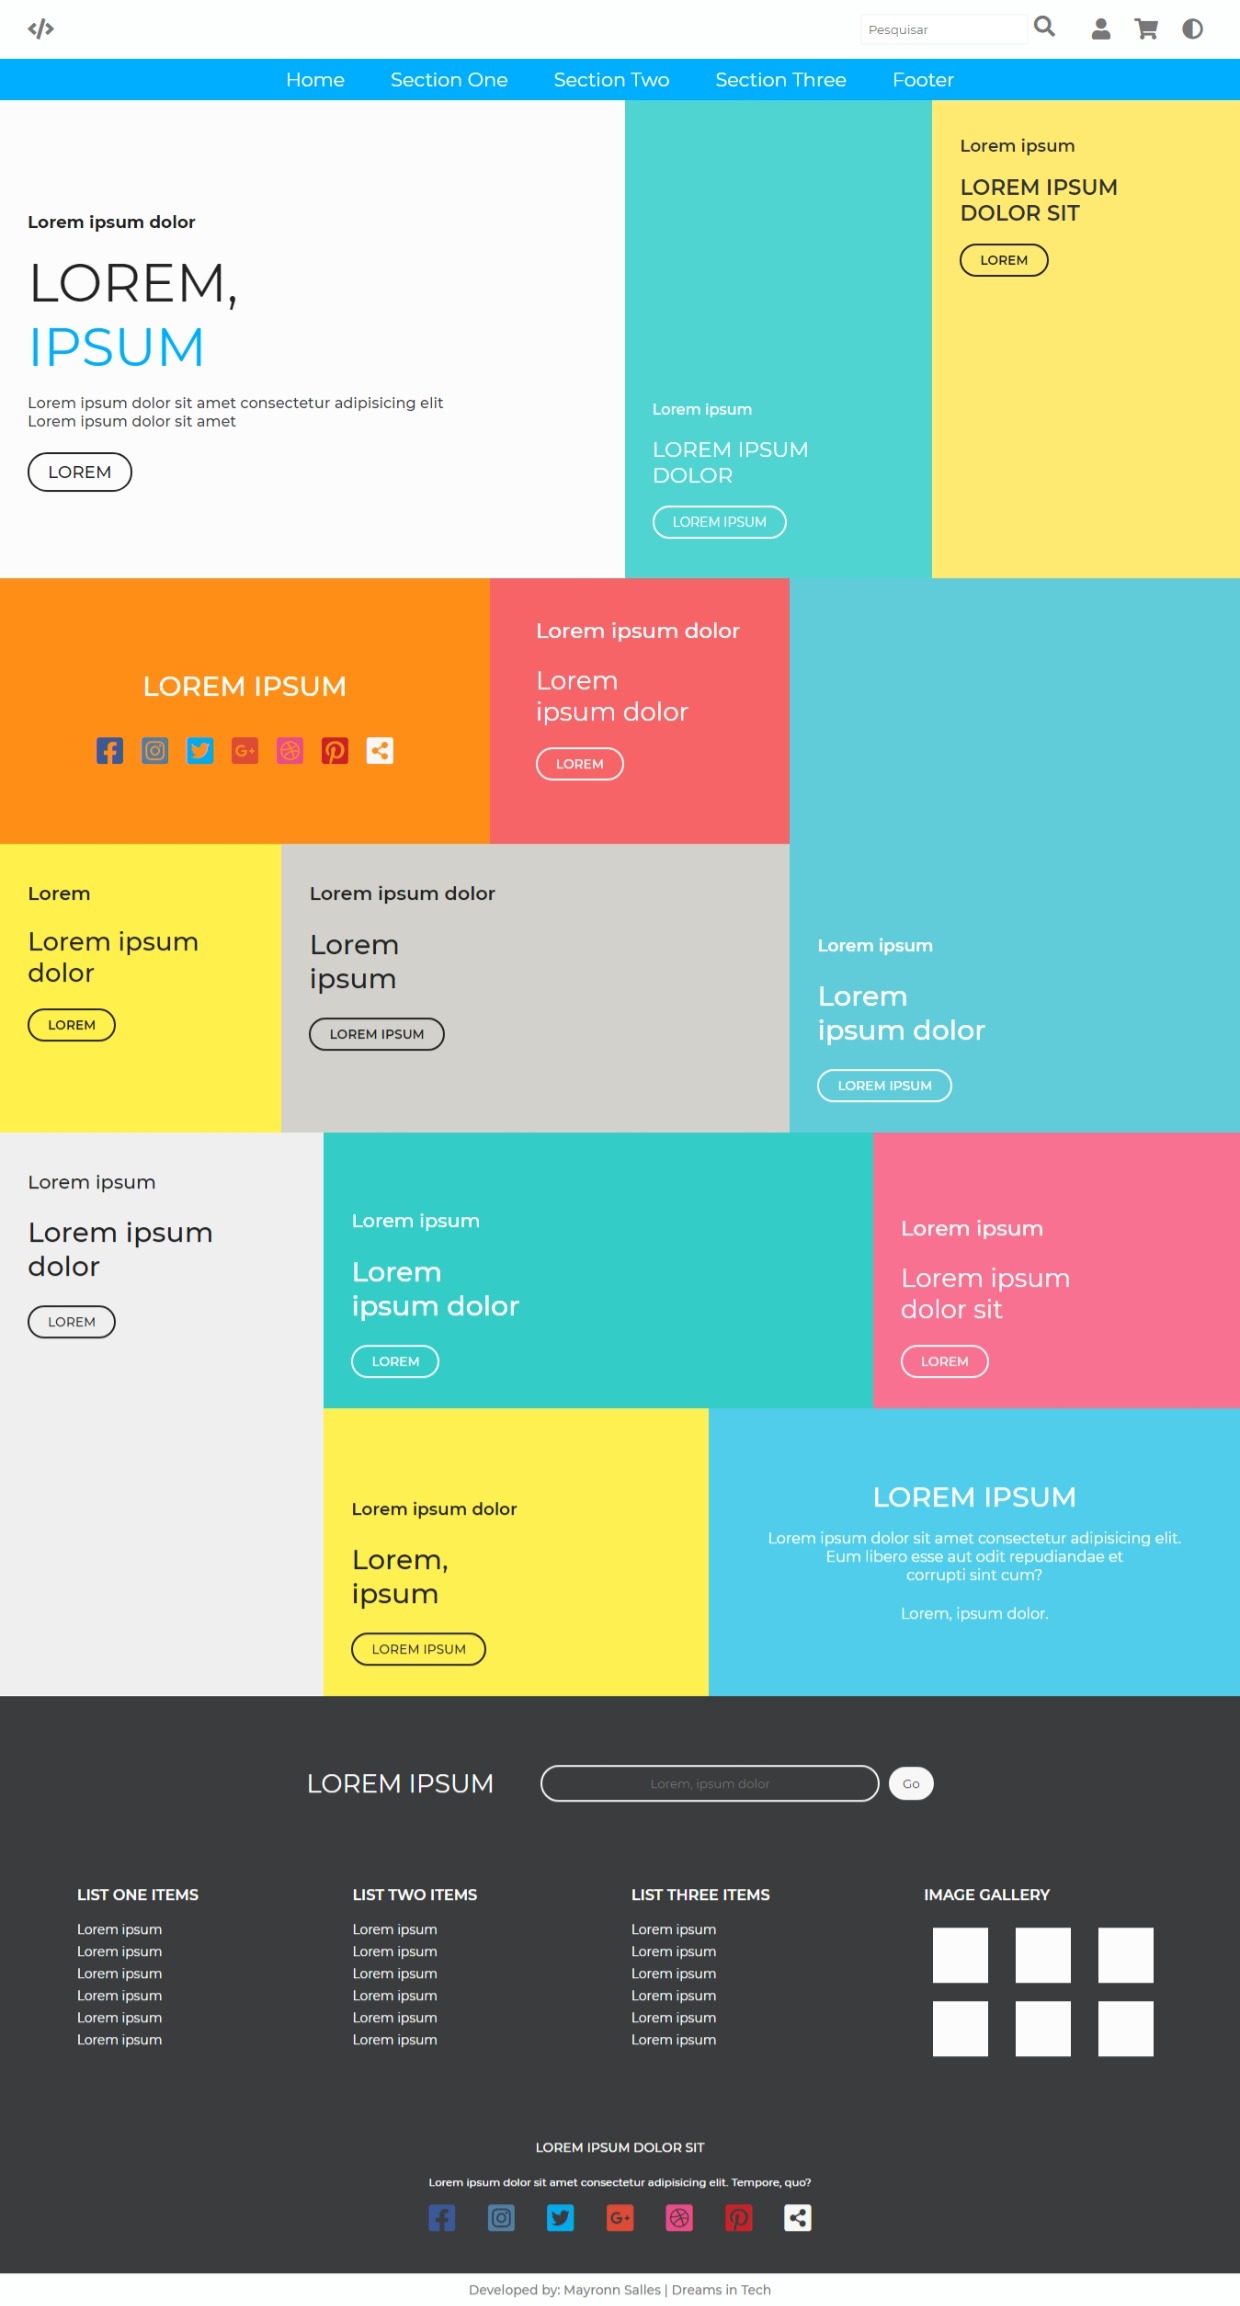 Pesquisar
Home Section One Section Two Section Three Footer
Lorem ipsum dolor
LOREM,
IPSUM
Lorem ipsum dolor sit amet consectetur adipisicing elit
Lorem ipsum dolor sit amet
LOREM
Lorem ipsum
LOREM IPSUM
DOLOR
LOREM IPSUM
Lorem ipsum
LOREM IPSUM
DOLOR SIT
LOREM
LOREM IPSUM
Lorem ipsum dolor
Lorem
ipsum dolor
LOREM
Lorem
Lorem ipsum
dolor
LOREM
Lorem ipsum dolor
Lorem
ipsum
LOREM IPSUM
Lorem ipsum
Lorem
ipsum dolor
LOREM IPSUM
Lorem ipsum
Lorem ipsum
dolor
LOREM
Lorem ipsum
Lorem
ipsum dolor
LOREM
Lorem ipsum
Lorem ipsum
dolor sit
LOREM
Lorem ipsum dolor
Lorem,
ipsum
LOREM IPSUM
LOREM IPSUM
Lorem ipsum dolor sit amet consectetur adipisicing elit.
Eum libero esse aut odit repudiandae et
corrupti sint cum?
Lorem, ipsum dolor.
LOREM IPSUM
Lorem, ipsum dolor
Go
LIST ONE ITEMS
Lorem ipsum
Lorem ipsum
Lorem ipsum
Lorem ipsum
Lorem ipsum
Lorem ipsum
LIST TWO ITEMS
Lorem ipsum
Lorem ipsum
Lorem ipsum
Lorem ipsum
Lorem ipsum
Lorem ipsum
LIST THREE ITEMS
Lorem ipsum
Lorem ipsum
Lorem ipsum
Lorem ipsum
Lorem ipsum
Lorem ipsum
IMAGE GALLERY
LOREM IPSUM DOLOR SIT
Lorem ipsum dolor sit amet consectetur adipisicing elit. Tempore, quo?
Developed by: Mayronn Salles | Dreams in Tech